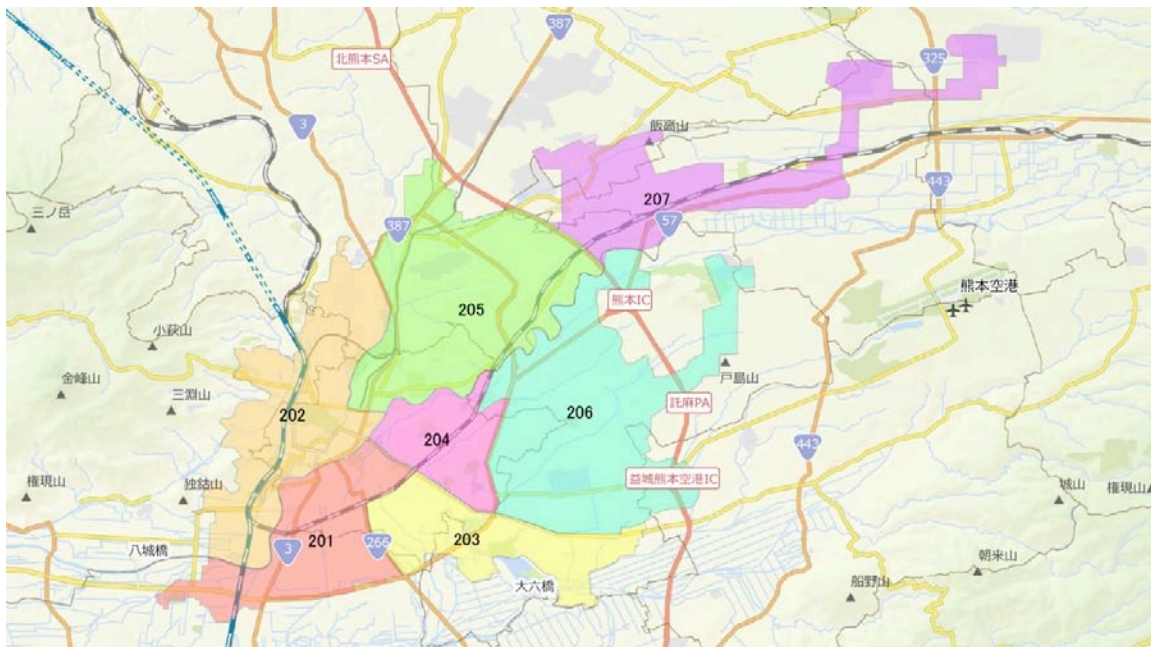 387
北熊本SA
325
3
飯高山
443
207
387
57
三ノ岳
熊本空港
熊本IC
205
小萩山
戸島山
金峰山
三淵山
託麻PA
202
206
204
443
益城熊本空港IC
権現山
独鈷山
城山
権現山
201
203
八城橋
3
266
朝来山
大六橋
船野山